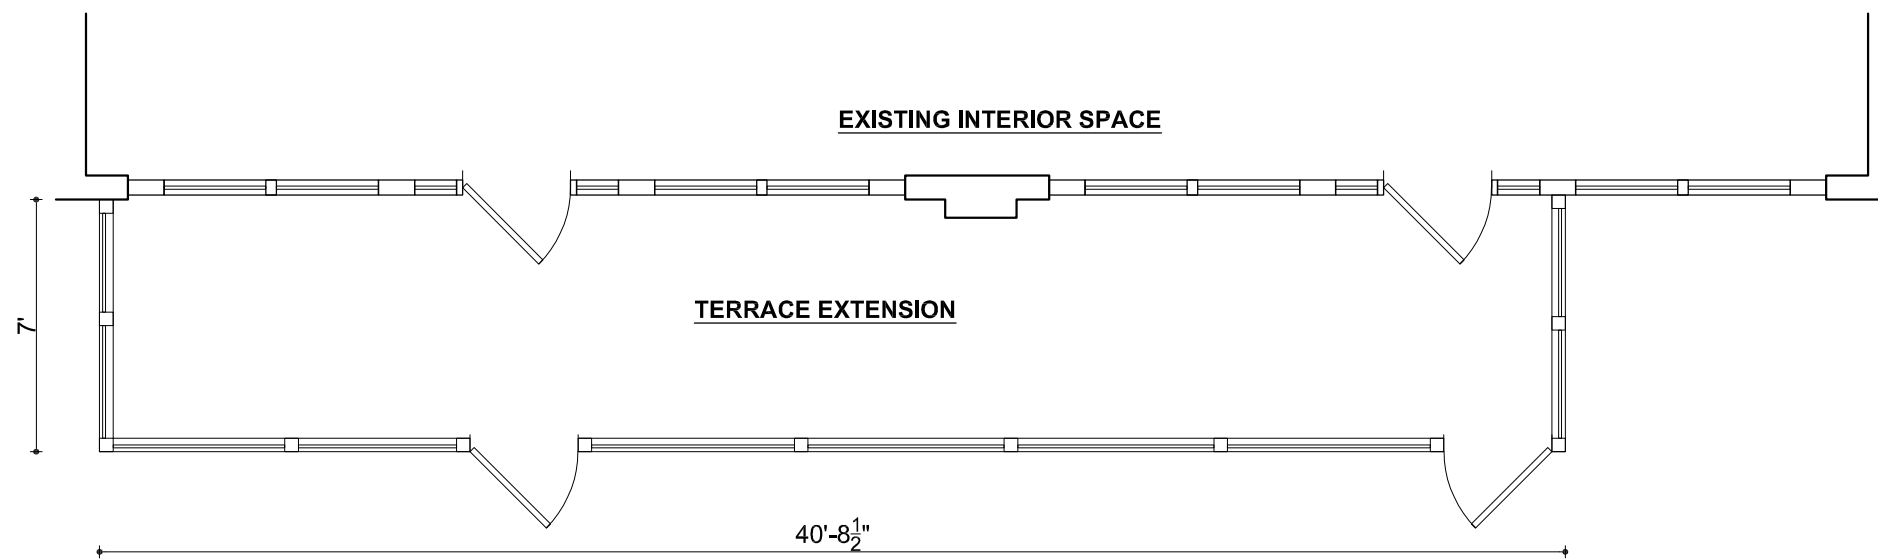 EXISTING INTERIOR SPACE
TERRACE EXTENSION
7'
40'-8½"